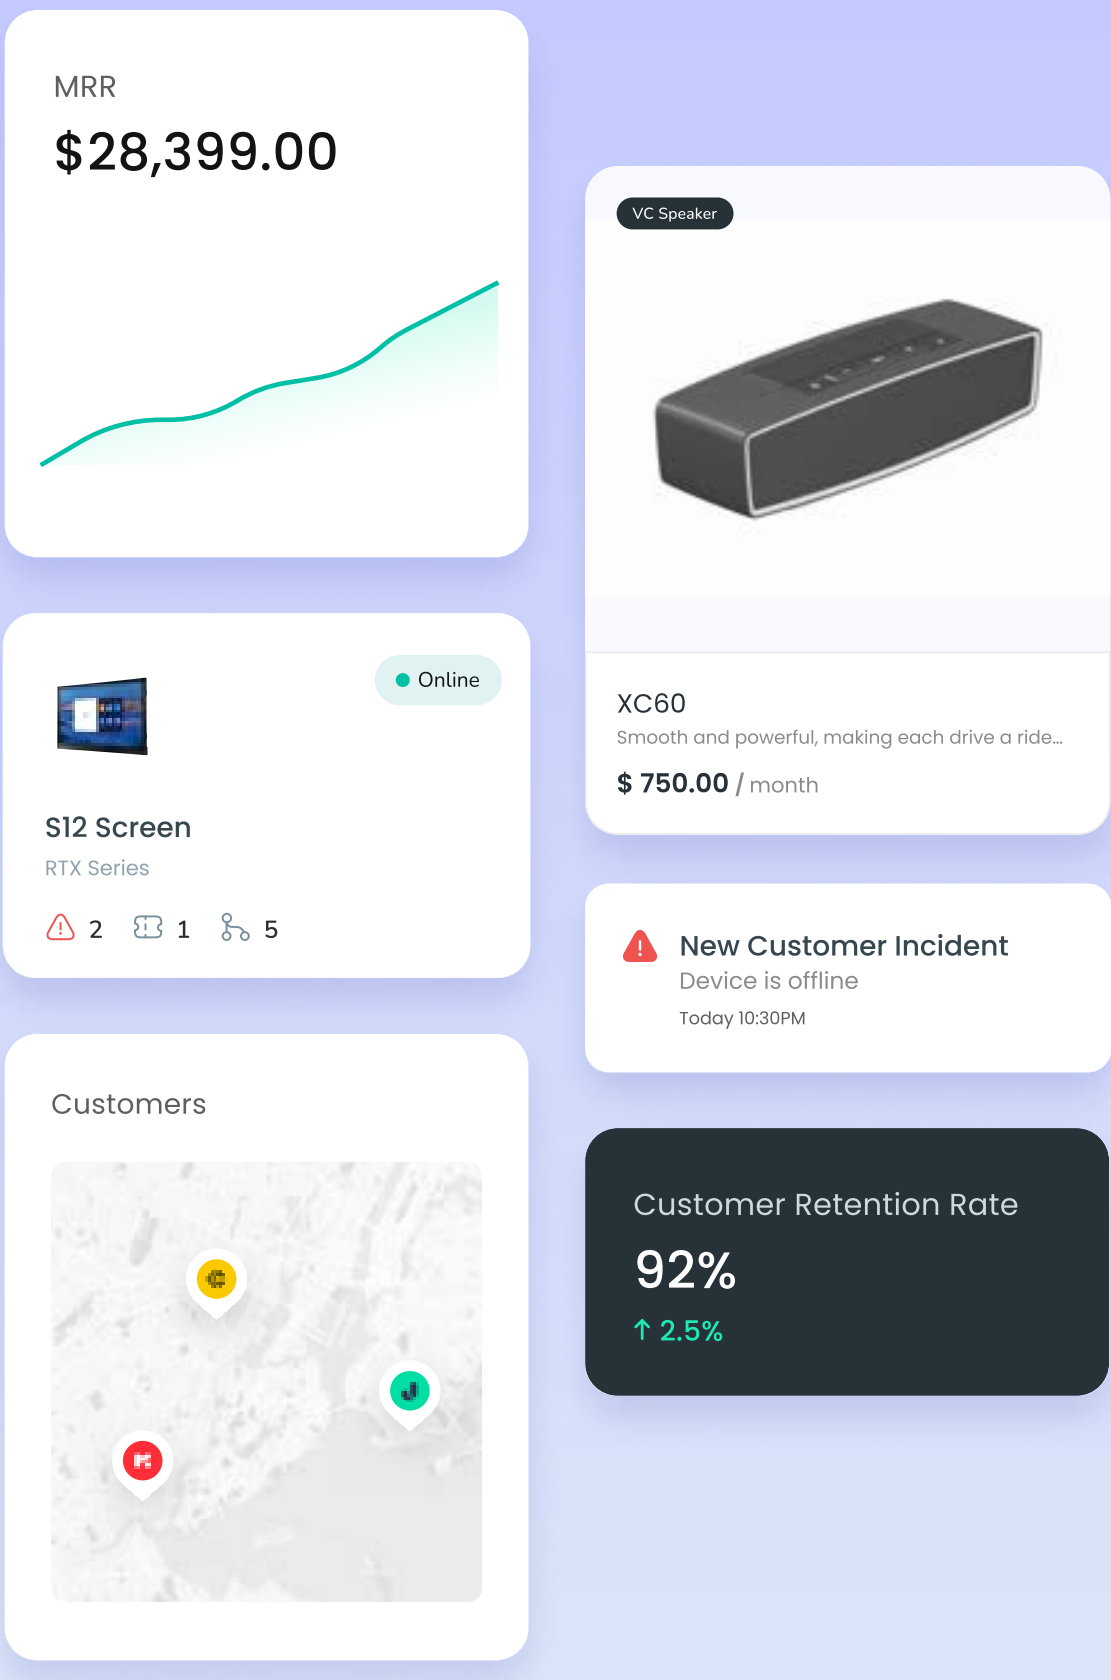 MRR
$28,399.00
VC Speaker
XC60
Smooth and powerful, making each drive a ride...
$ 750.00 / month
Online
S12 Screen
RTX Series
2 1 5
New Customer Incident
Device is offline
Today 10:30PM
Customers
C
J
K
Customer Retention Rate
92%
↑ 2.5%